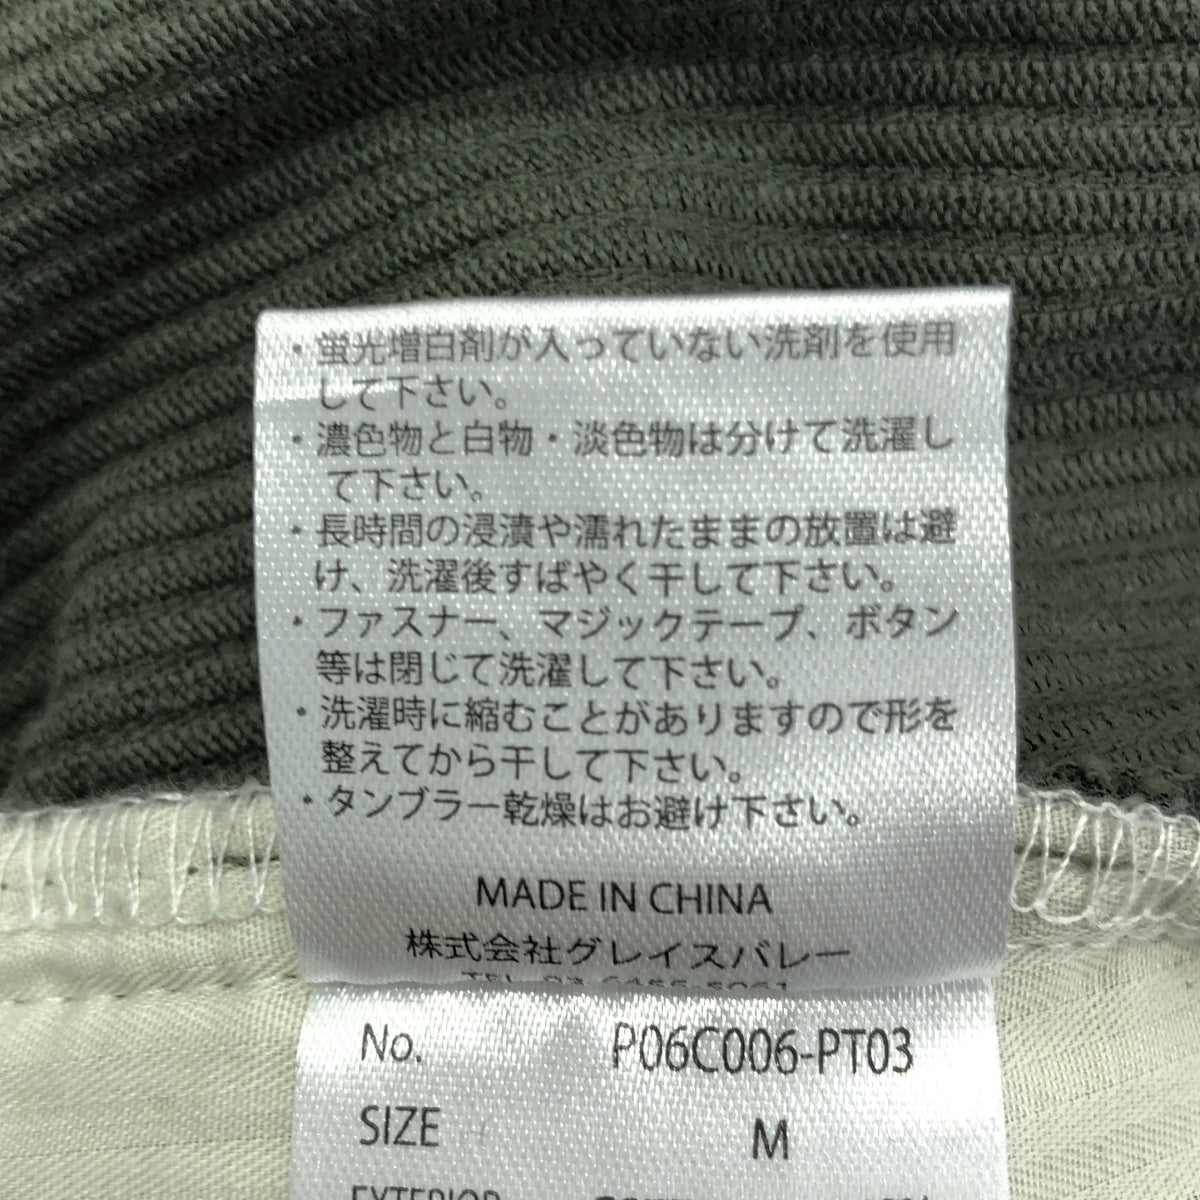 ・蛍光増白剤が入っていない洗剤を使用
して下さい。
・濃色物と白物・淡色物は分けて洗濯し
て下さい。
・長時間の浸漬や濡れたままの放置は避
け、洗濯後すばやく干して下さい。
・ファスナー、マジックテープ、ボタン
等は閉じて洗濯して下さい。
・洗濯時に縮むことがありますので形を
整えてから干して下さい。
・タンブラー乾燥はお避け下さい。
MADE IN CHINA
株式会社グレイスバレー
TEL 03-6455-5061
No. P06C006-PT03
SIZE M
EXTERIOR